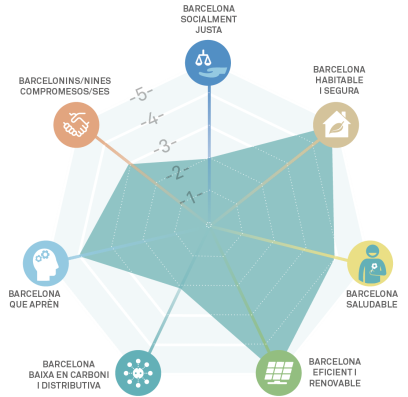 BARCELONA
SOCIALMENT
JUSTA
BARCELONINS/NINES
COMPROMESOS/SES
BARCELONA
HABITABLE
I SEGURA
-5-
-4-
-3-
-2-
-1-
BARCELONA
QUE APRÈN
BARCELONA
SALUDABLE
BARCELONA
BAIXA EN CARBONI
I DISTRIBUTIVA
BARCELONA
EFICIENT I
RENOVABLE